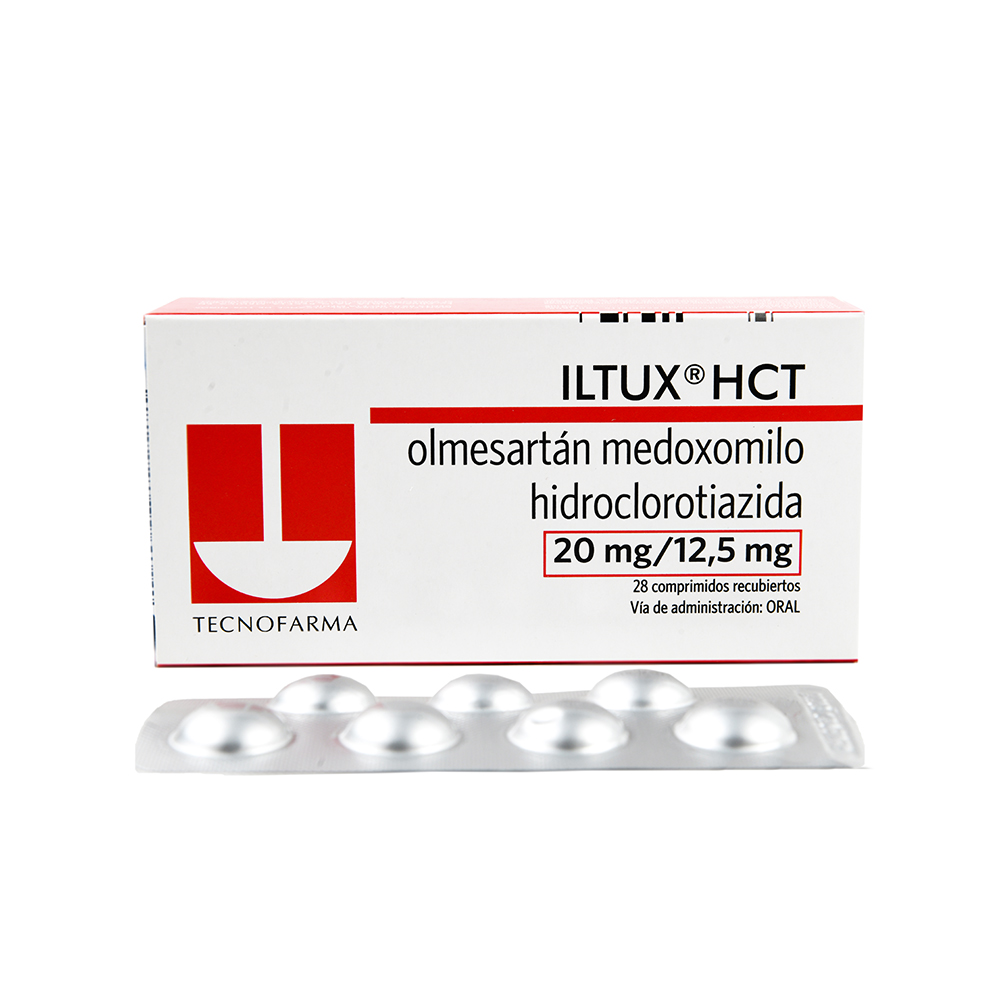 ILTUX® HCT
olmesartán medoxomilo
hidroclorotiazida
20 mg/12,5 mg
28 comprimidos recubiertos
Vía de administración: ORAL
TECNOFARMA